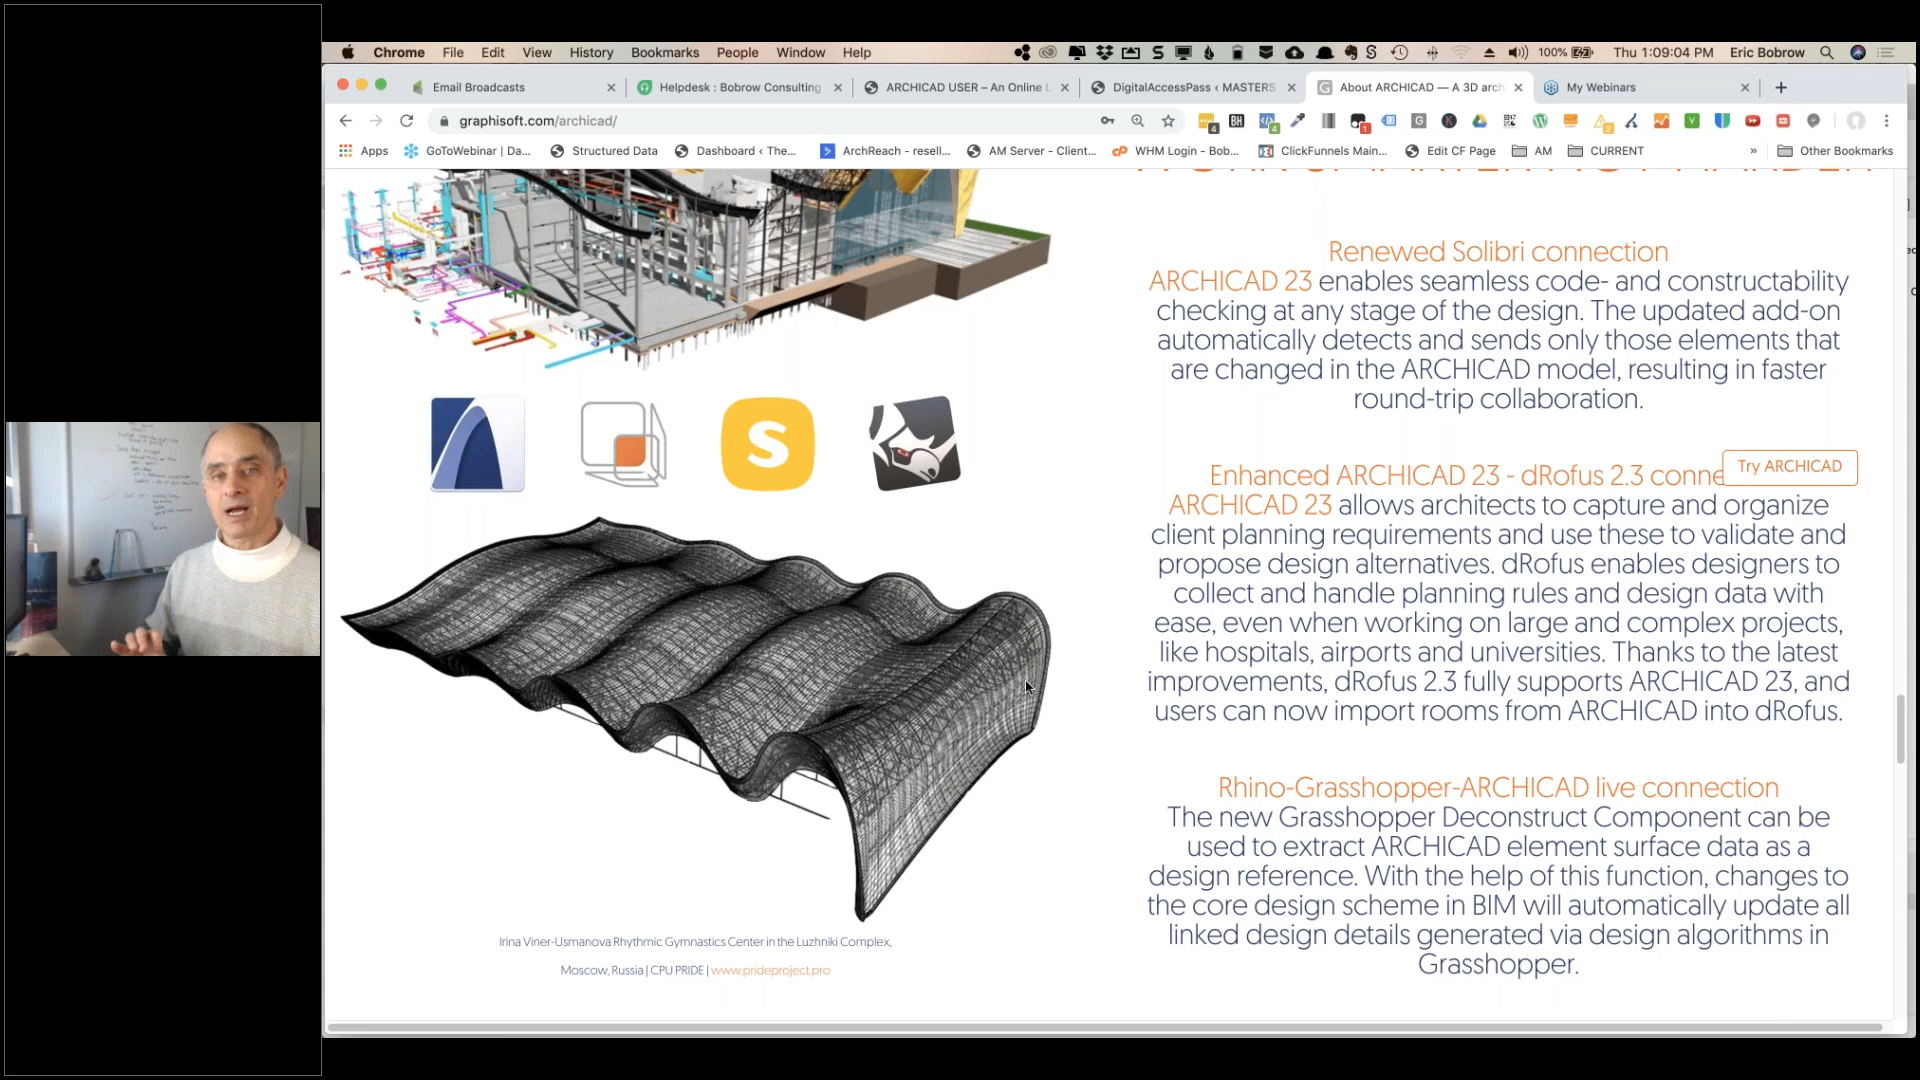 Chrome File Edit View History Bookmarks People Window Help
100% Thu 1:09:04 PM Eric Bobrow
Email Broadcasts
Helpdesk : Bobrow Consulting
ARCHICAD USER – An Online
DigitalAccessPass ‹ MASTERS
About ARCHICAD — A 3D arch
My Webinars
graphisoft.com/archicad/
Apps
GoToWebinar | Da...
Structured Data
Dashboard ‹ The...
ArchReach - resell...
AM Server - Client...
WHM Login - Bob...
ClickFunnels Main...
Edit CF Page
AM
CURRENT
»
Other Bookmarks
Renewed Solibri connection
ARCHICAD 23 enables seamless code- and constructability
checking at any stage of the design. The updated add-on
automatically detects and sends only those elements that
are changed in the ARCHICAD model, resulting in faster
round-trip collaboration.
S
Enhanced ARCHICAD 23 - dRofus 2.3 conne
Try ARCHICAD
ARCHICAD 23 allows architects to capture and organize
client planning requirements and use these to validate and
propose design alternatives. dRofus enables designers to
collect and handle planning rules and design data with
ease, even when working on large and complex projects,
like hospitals, airports and universities. Thanks to the latest
improvements, dRofus 2.3 fully supports ARCHICAD 23, and
users can now import rooms from ARCHICAD into dRofus.
Rhino-Grasshopper-ARCHICAD live connection
The new Grasshopper Deconstruct Component can be
used to extract ARCHICAD element surface data as a
design reference. With the help of this function, changes to
the core design scheme in BIM will automatically update all
linked design details generated via design algorithms in
Grasshopper.
Irina Viner-Usmanova Rhythmic Gymnastics Center in the Luzhniki Complex,
Moscow, Russia | CPU PRIDE | www.prideproject.pro